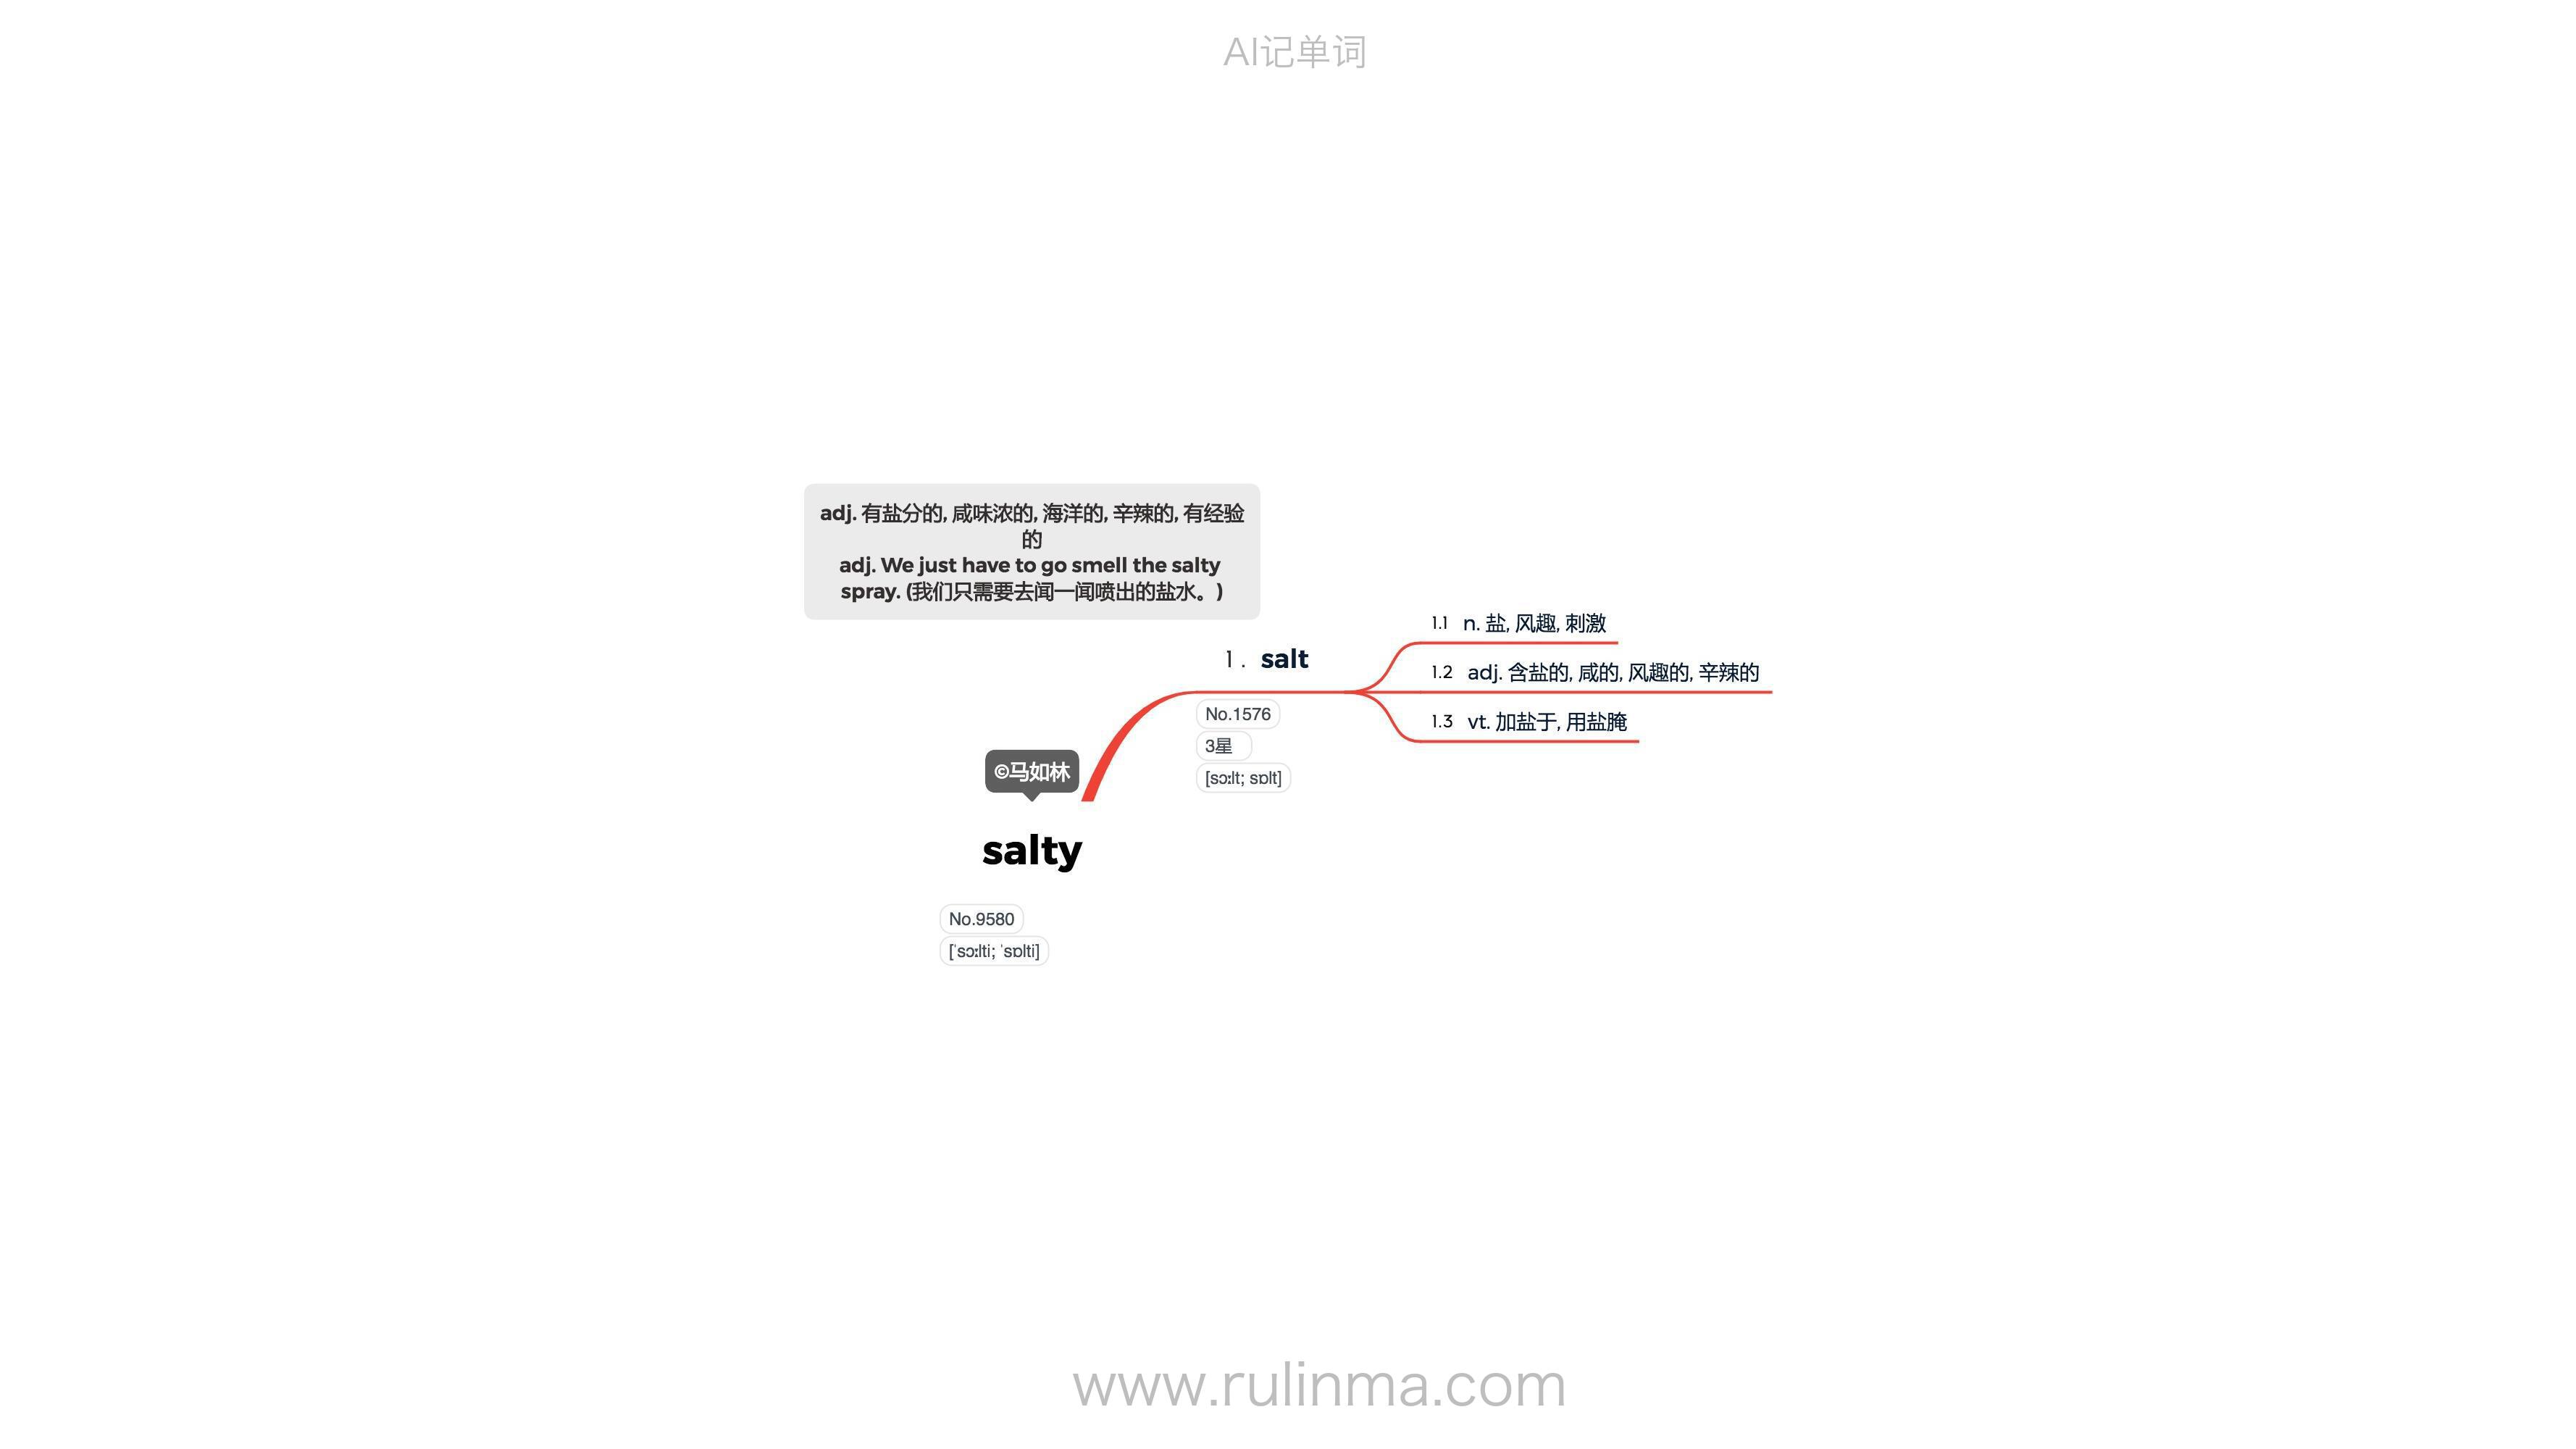 AI记单词
adj. 有盐分的, 咸味浓的, 海洋的, 辛辣的, 有经验
的
adj. We just have to go smell the salty
spray. (我们只需要去闻一闻喷出的盐水。)
1. salt
No.1576
3星
[sɔːlt; sɒlt]
1.1 n. 盐, 风趣, 刺激
1.2 adj. 含盐的, 咸的, 风趣的, 辛辣的
1.3 vt. 加盐于, 用盐腌
©马如林
salty
No.9580
[ˈsɔːlti; ˈsɒlti]
www.rulinma.com